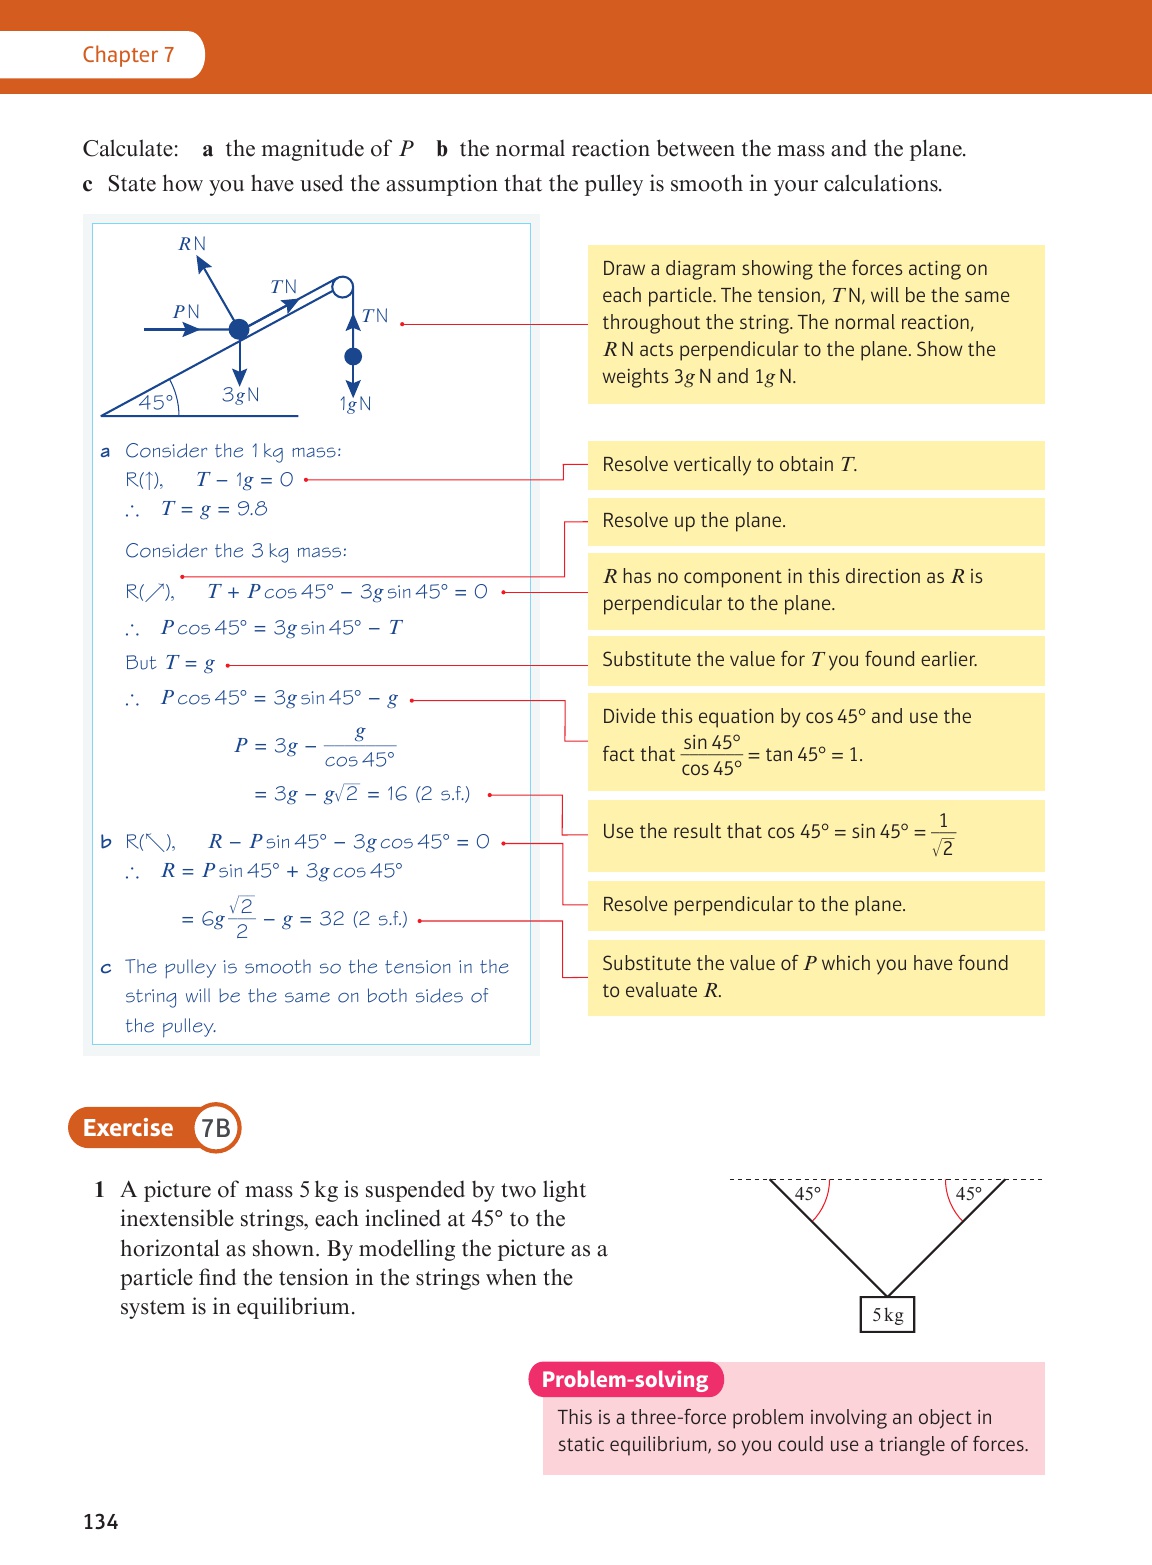 Chapter 7
Calculate: a the magnitude of P b the normal reaction between the mass and the plane.
c State how you have used the assumption that the pulley is smooth in your calculations.
R N
T N
P N
T N
3g N
45°
1g N
Draw a diagram showing the forces acting on
each particle. The tension, T N, will be the same
throughout the string. The normal reaction,
R N acts perpendicular to the plane. Show the
weights 3g N and 1g N.
a Consider the 1 kg mass:
R(↑), T − 1g = 0
∴ T = g = 9.8
Consider the 3 kg mass:
R(↗), T + P cos 45° − 3g sin 45° = 0
∴ P cos 45° = 3g sin 45° − T
But T = g
∴ P cos 45° = 3g sin 45° − g
P = 3g − g / cos 45°
= 3g − g√2 = 16 (2 s.f.)
b R(↖), R − P sin 45° − 3g cos 45° = 0
∴ R = P sin 45° + 3g cos 45°
= 6g √2/2 − g = 32 (2 s.f.)
c The pulley is smooth so the tension in the
string will be the same on both sides of
the pulley.
Resolve vertically to obtain T.
Resolve up the plane.
R has no component in this direction as R is
perpendicular to the plane.
Substitute the value for T you found earlier.
Divide this equation by cos 45° and use the
fact that sin 45° / cos 45° = tan 45° = 1.
Use the result that cos 45° = sin 45° = 1/√2
Resolve perpendicular to the plane.
Substitute the value of P which you have found
to evaluate R.
Exercise 7B
1 A picture of mass 5 kg is suspended by two light
inextensible strings, each inclined at 45° to the
horizontal as shown. By modelling the picture as a
particle find the tension in the strings when the
system is in equilibrium.
45° 45°
5 kg
Problem-solving
This is a three-force problem involving an object in
static equilibrium, so you could use a triangle of forces.
134